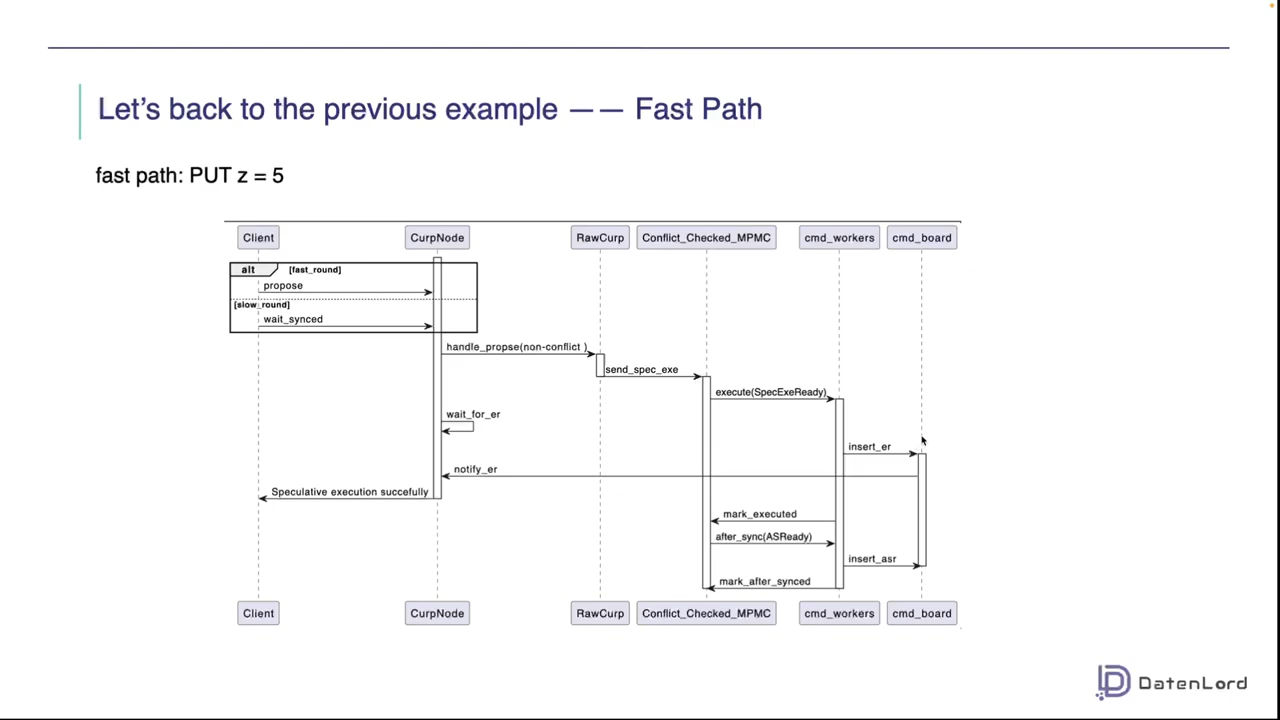 Let's back to the previous example —— Fast Path
fast path: PUT z = 5
Client CurpNode RawCurp Conflict_Checked_MPMC cmd_workers cmd_board
alt [fast_round]
propose
[slow_round]
wait_synced
handle_propse(non-conflict )
send_spec_exe
execute(SpecExeReady)
wait_for_er
insert_er
notify_er
Speculative execution succefully
mark_executed
after_sync(ASReady)
insert_asr
mark_after_synced
Client CurpNode RawCurp Conflict_Checked_MPMC cmd_workers cmd_board
DatenLord